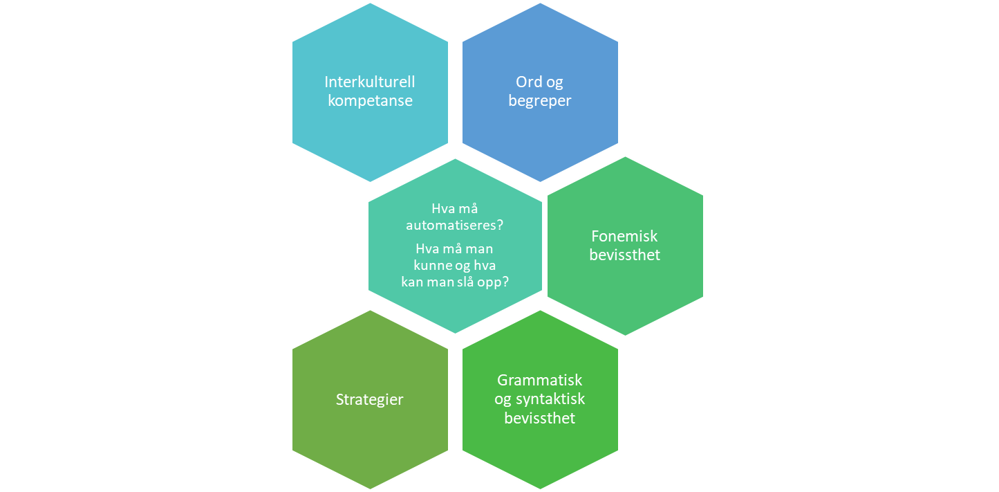 Interkulturell
kompetanse
Ord og
begreper
Hva må
automatiseres?
Hva må man
kunne og hva
kan man slå opp?
Fonemisk
bevissthet
Strategier
Grammatisk
og syntaktisk
bevissthet